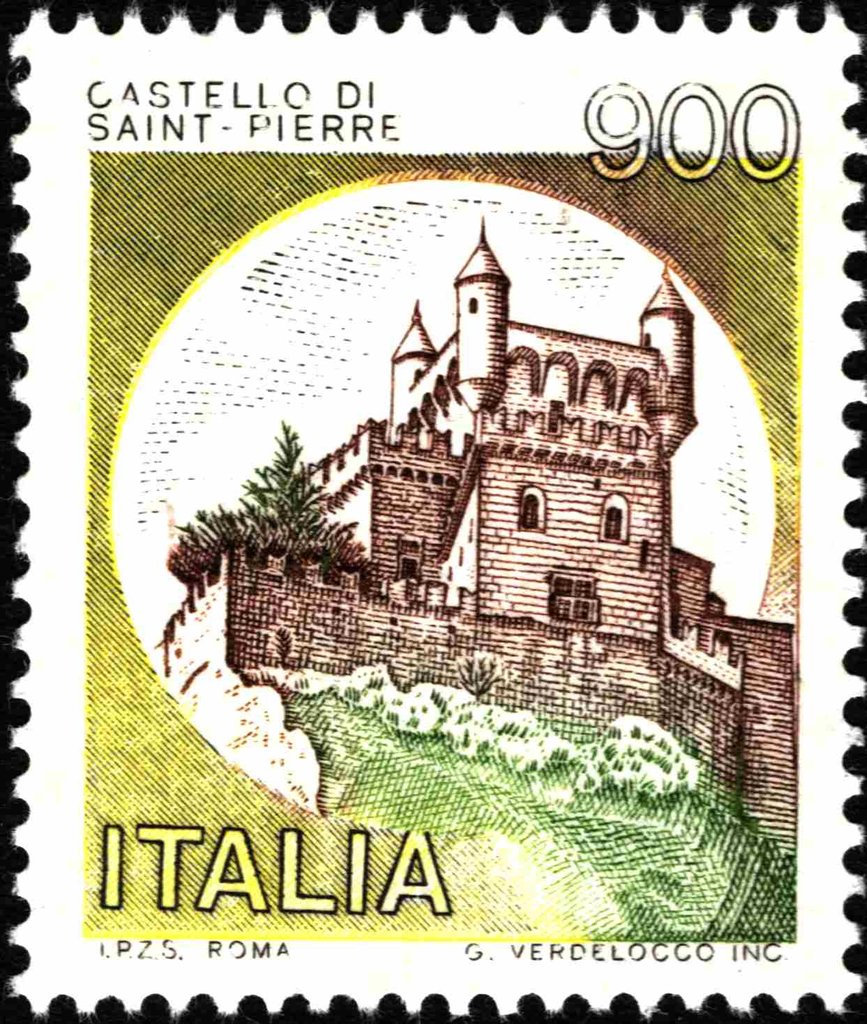 CASTELLO DI
SAINT-PIERRE
900
ITALIA
I.P.Z.S. ROMA
G. VERDELOCCO INC.